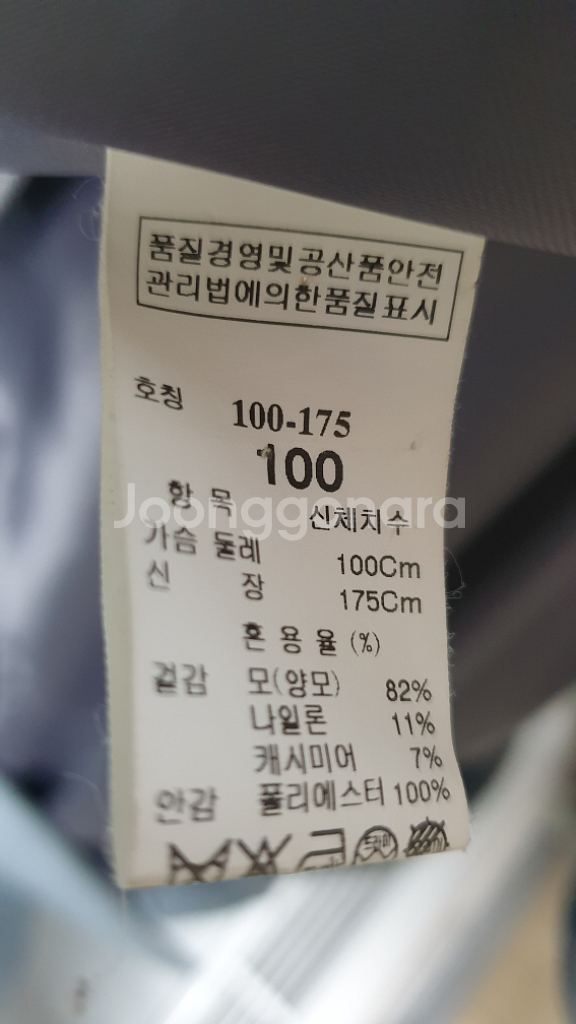 품질경영및공산품안전
관리법에의한품질표시
호칭 100-175
100
항 목 신체치수
Joonggonara
가슴 둘레 100Cm
신 장 175Cm
혼 용 율 (%)
겉감 모(양모) 82%
나일론 11%
캐시미어 7%
안감 폴리에스터 100%